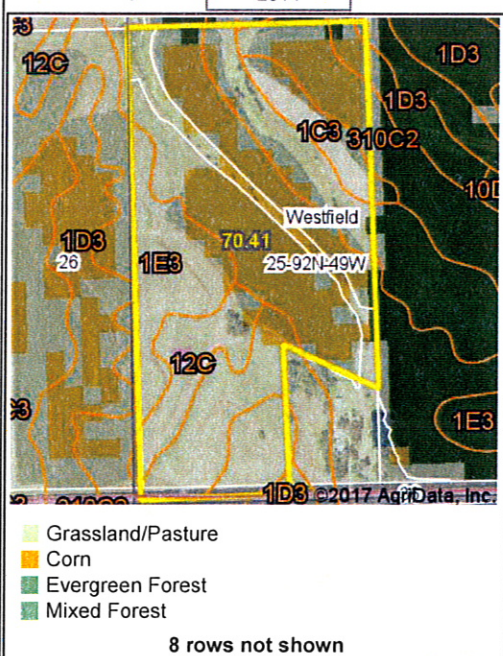 12C
1D3
1D3
1C3 310C2
10D
Westfield
1D3
70.41
26
1E3
25-92N-49W
12C
1E3
1D3 ©2017 AgriData, Inc.
Grassland/Pasture
Corn
Evergreen Forest
Mixed Forest
8 rows not shown